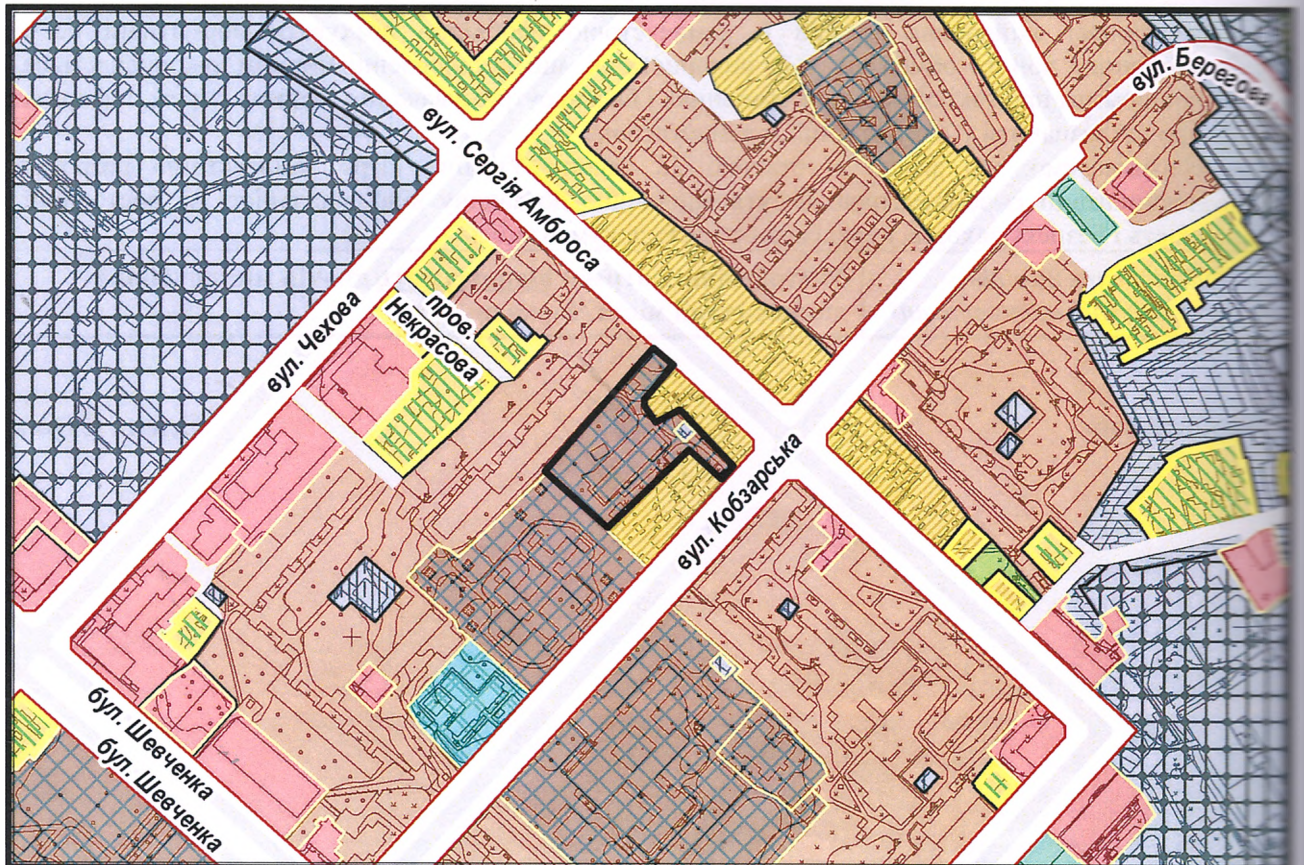 вул. Берегова
вул. Сергія Амброса
вул. Чехова
пров.
Некрасова
вул. Кобзарська
бул. Шевченка
бул. Шевченка